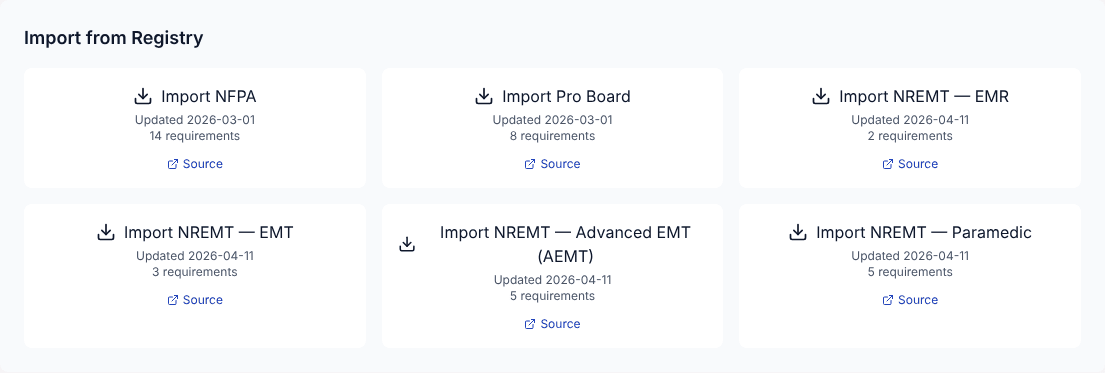 Import from Registry
Import NFPA
Updated 2026-03-01
14 requirements
Source
Import Pro Board
Updated 2026-03-01
8 requirements
Source
Import NREMT — EMR
Updated 2026-04-11
2 requirements
Source
Import NREMT — EMT
Updated 2026-04-11
3 requirements
Source
Import NREMT — Advanced EMT
(AEMT)
Updated 2026-04-11
5 requirements
Source
Import NREMT — Paramedic
Updated 2026-04-11
5 requirements
Source